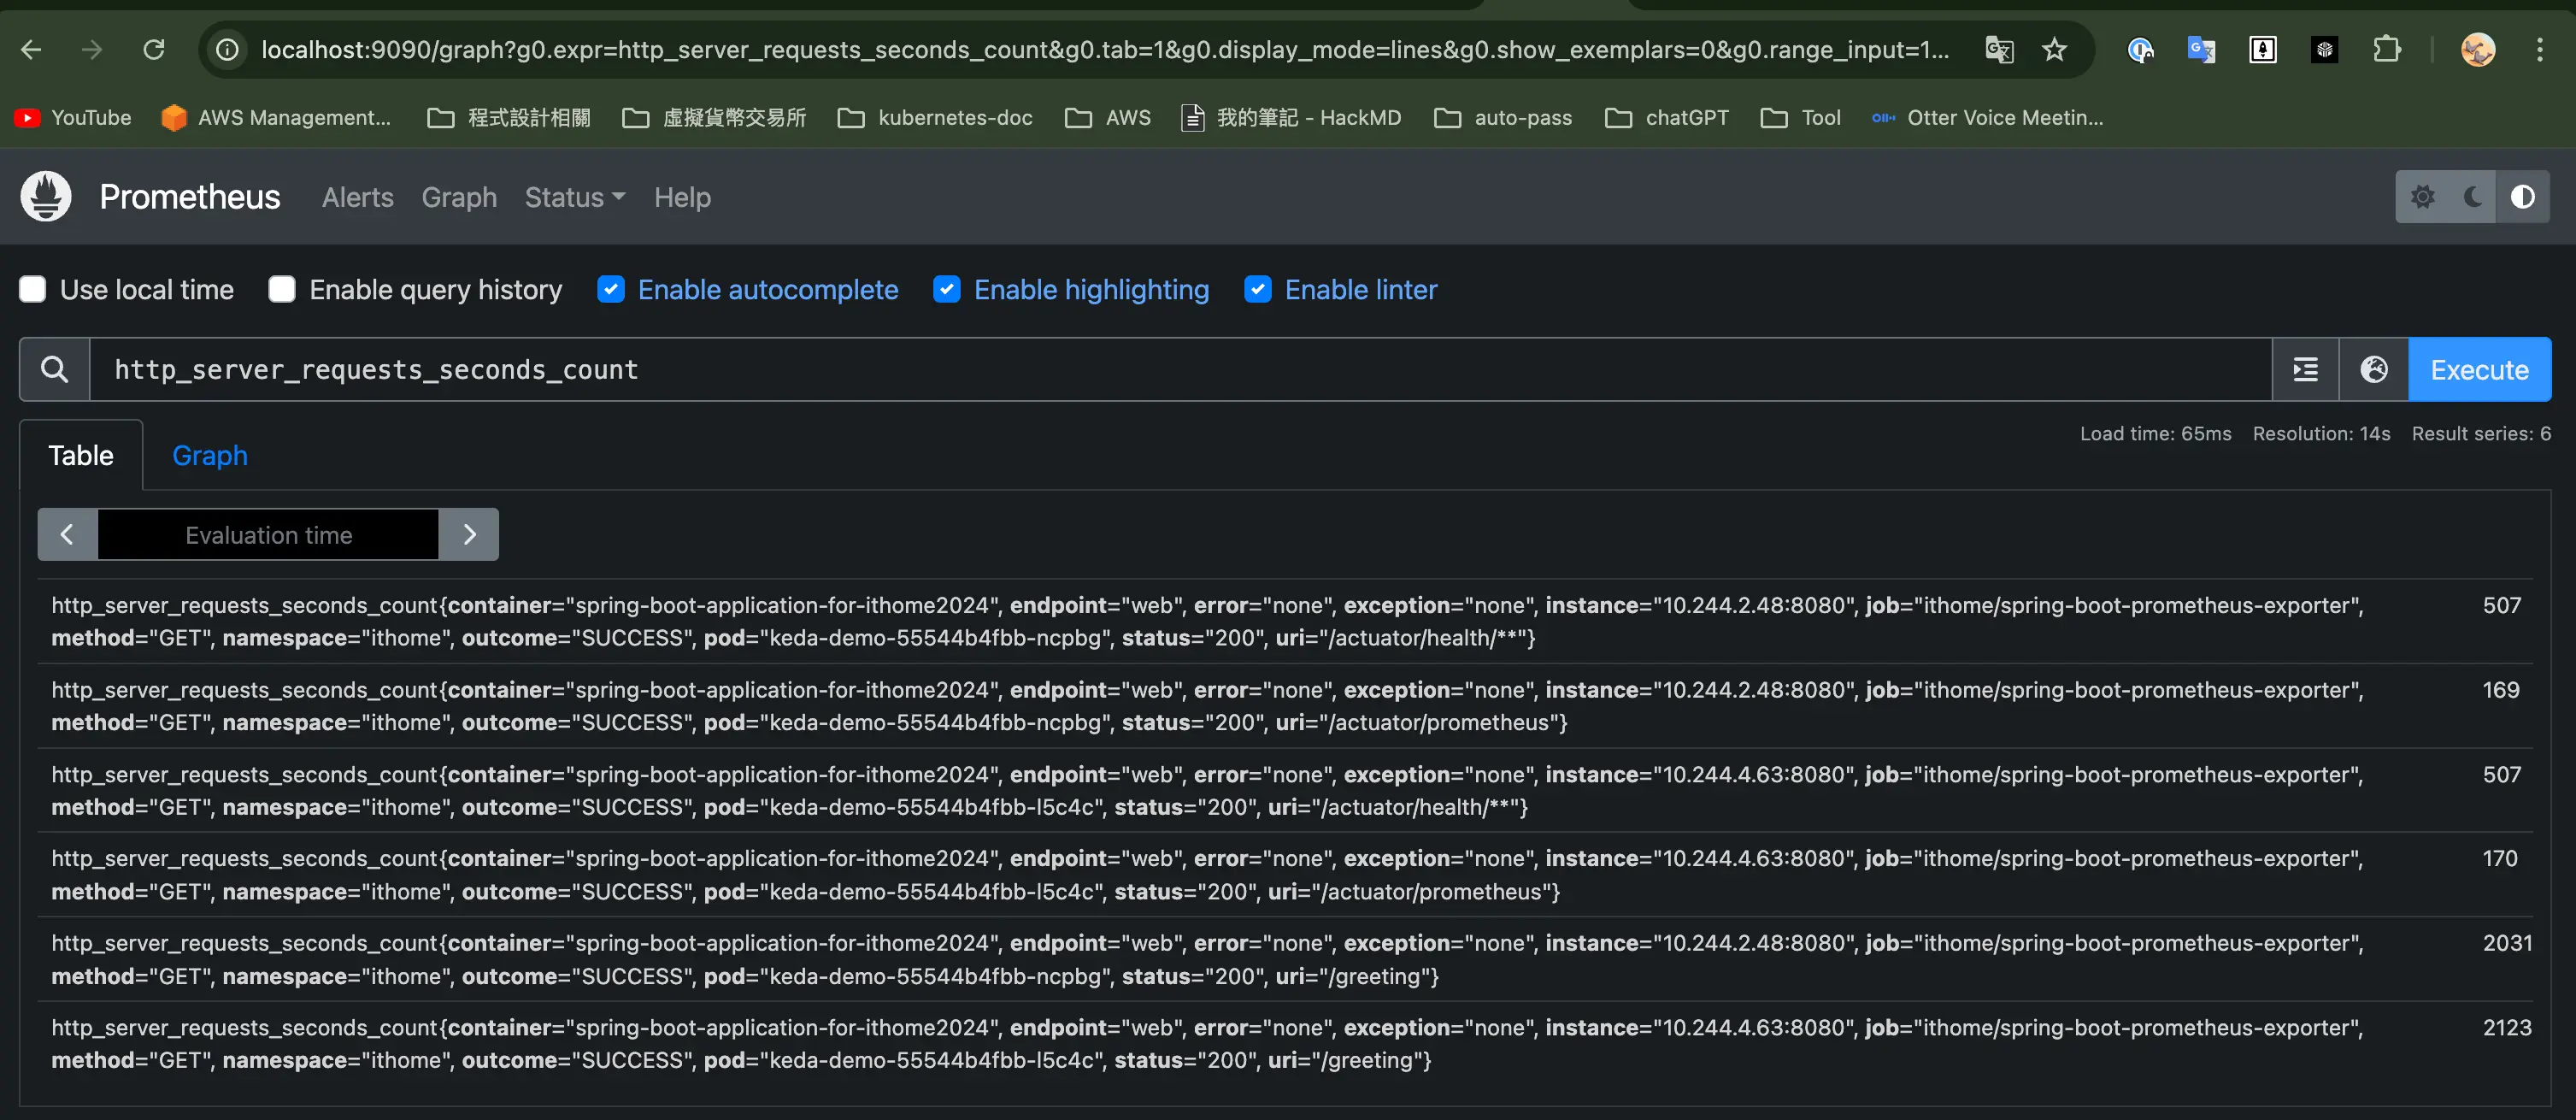 localhost:9090/graph?g0.expr=http_server_requests_seconds_count&g0.tab=1&g0.display_mode=lines&g0.show_exemplars=0&g0.range_input=1...
YouTube AWS Management... 程式設計相關 虛擬貨幣交易所 kubernetes-doc AWS 我的筆記 - HackMD auto-pass chatGPT Tool Otter Voice Meetin...
Prometheus Alerts Graph Status Help
Use local time Enable query history Enable autocomplete Enable highlighting Enable linter
http_server_requests_seconds_count Execute
Load time: 65ms Resolution: 14s Result series: 6
Table Graph
Evaluation time
http_server_requests_seconds_count{container="spring-boot-application-for-ithome2024", endpoint="web", error="none", exception="none", instance="10.244.2.48:8080", job="ithome/spring-boot-prometheus-exporter", 507
method="GET", namespace="ithome", outcome="SUCCESS", pod="keda-demo-55544b4fbb-ncpbg", status="200", uri="/actuator/health/**"}
http_server_requests_seconds_count{container="spring-boot-application-for-ithome2024", endpoint="web", error="none", exception="none", instance="10.244.2.48:8080", job="ithome/spring-boot-prometheus-exporter", 169
method="GET", namespace="ithome", outcome="SUCCESS", pod="keda-demo-55544b4fbb-ncpbg", status="200", uri="/actuator/prometheus"}
http_server_requests_seconds_count{container="spring-boot-application-for-ithome2024", endpoint="web", error="none", exception="none", instance="10.244.4.63:8080", job="ithome/spring-boot-prometheus-exporter", 507
method="GET", namespace="ithome", outcome="SUCCESS", pod="keda-demo-55544b4fbb-l5c4c", status="200", uri="/actuator/health/**"}
http_server_requests_seconds_count{container="spring-boot-application-for-ithome2024", endpoint="web", error="none", exception="none", instance="10.244.4.63:8080", job="ithome/spring-boot-prometheus-exporter", 170
method="GET", namespace="ithome", outcome="SUCCESS", pod="keda-demo-55544b4fbb-l5c4c", status="200", uri="/actuator/prometheus"}
http_server_requests_seconds_count{container="spring-boot-application-for-ithome2024", endpoint="web", error="none", exception="none", instance="10.244.2.48:8080", job="ithome/spring-boot-prometheus-exporter", 2031
method="GET", namespace="ithome", outcome="SUCCESS", pod="keda-demo-55544b4fbb-ncpbg", status="200", uri="/greeting"}
http_server_requests_seconds_count{container="spring-boot-application-for-ithome2024", endpoint="web", error="none", exception="none", instance="10.244.4.63:8080", job="ithome/spring-boot-prometheus-exporter", 2123
method="GET", namespace="ithome", outcome="SUCCESS", pod="keda-demo-55544b4fbb-l5c4c", status="200", uri="/greeting"}